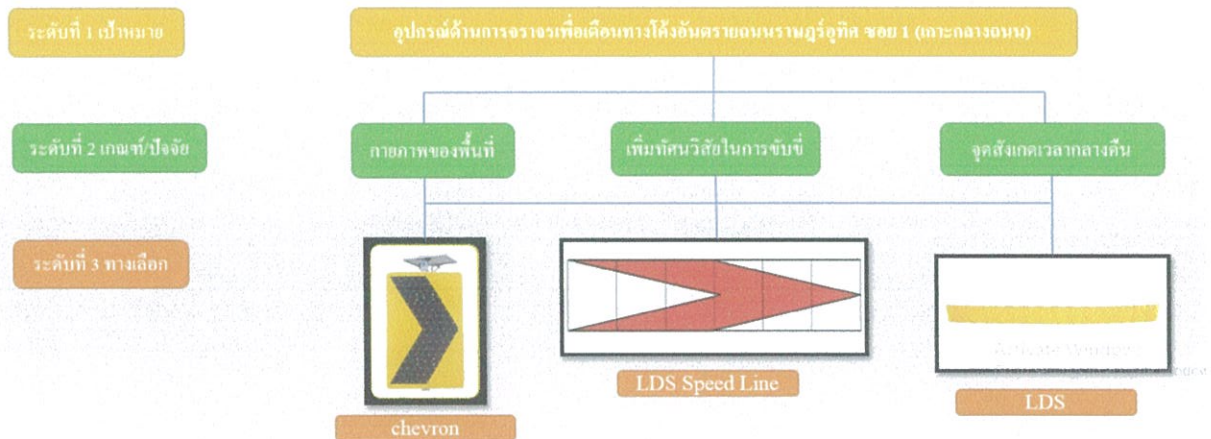 ระดับที่ 1 เป้าหมาย
อุปกรณ์ด้านการจราจรเพื่อเตือนทางโค้งอันตรายถนนราษฎร์อุทิศ ซอย 1 (เกาะกลางถนน)
ระดับที่ 2 เกณฑ์/ปัจจัย
กายภาพของพื้นที่
เพิ่มทัศนวิสัยในการขับขี่
จุดสังเกตเวลากลางคืน
ระดับที่ 3 ทางเลือก
chevron
LDS Speed Line
LDS
Activate Windows